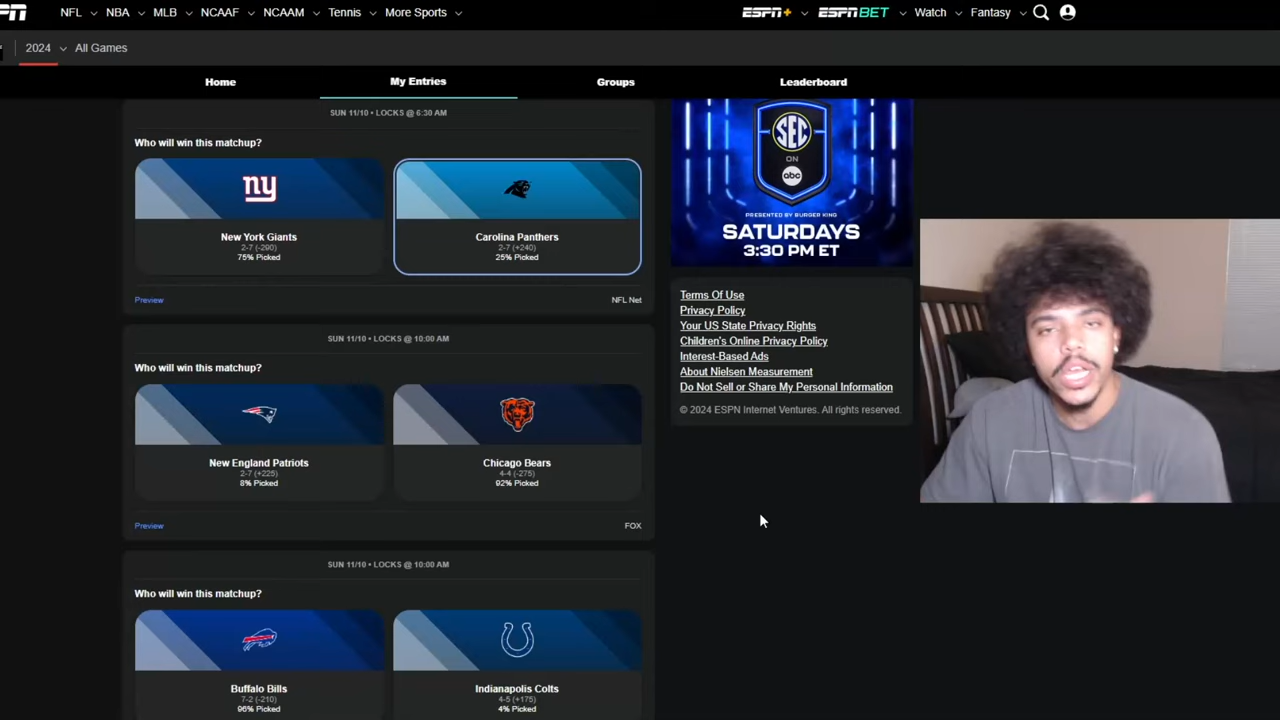 NFL NBA MLB NCAAF NCAAM Tennis More Sports ESPN+ ESPN BET Watch Fantasy
2024 All Games
Home My Entries Groups Leaderboard
SUN 11/10 • LOCKS @ 6:30 AM
Who will win this matchup?
ny
New York Giants
2-7 (-290)
75% Picked
Carolina Panthers
2-7 (+240)
25% Picked
Preview
NFL Net
SUN 11/10 • LOCKS @ 10:00 AM
Who will win this matchup?
New England Patriots
2-7 (+225)
8% Picked
Chicago Bears
4-4 (-275)
92% Picked
Preview
FOX
SUN 11/10 • LOCKS @ 10:00 AM
Who will win this matchup?
Buffalo Bills
7-2 (-210)
96% Picked
Indianapolis Colts
4-5 (+175)
4% Picked
SEC
ON
abc
PRESENTED BY BURGER KING
SATURDAYS
3:30 PM ET
Terms Of Use
Privacy Policy
Your US State Privacy Rights
Children's Online Privacy Policy
Interest-Based Ads
About Nielsen Measurement
Do Not Sell or Share My Personal Information
© 2024 ESPN Internet Ventures. All rights reserved.